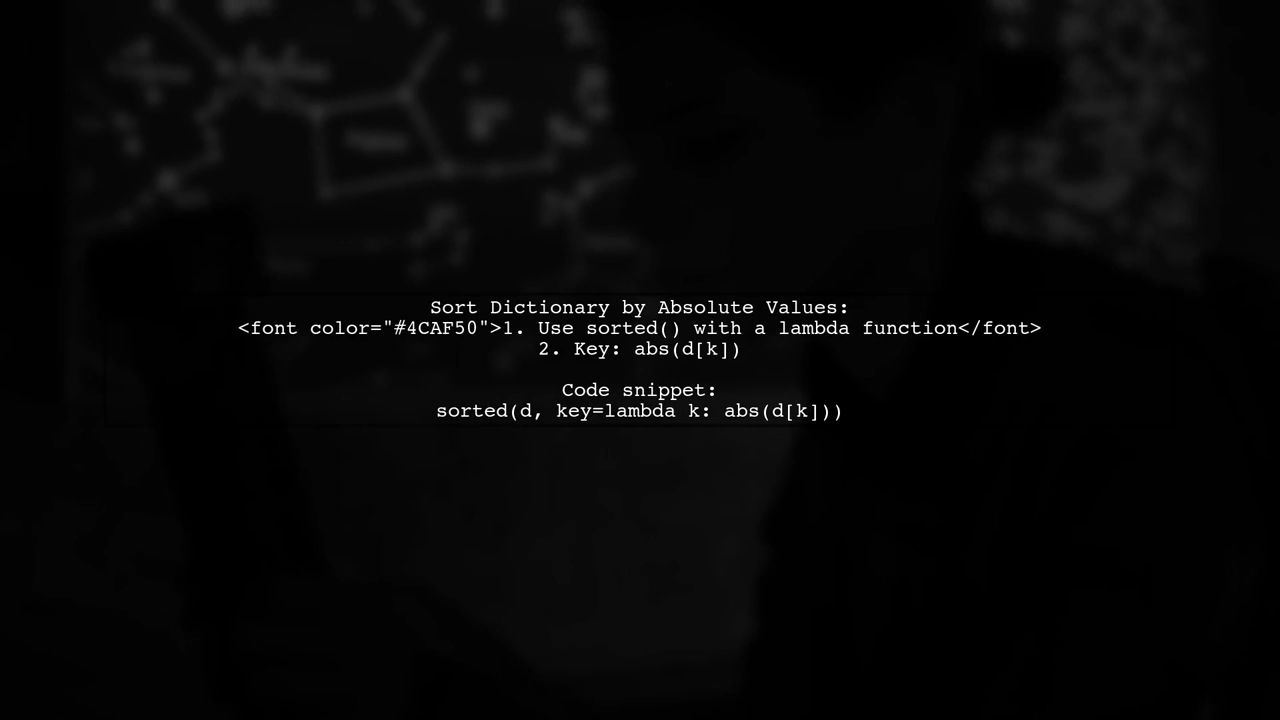 Sort Dictionary by Absolute Values:
<font color="#4CAF50">1. Use sorted() with a lambda function</font>
2. Key: abs(d[k])
Code snippet:
sorted(d, key=lambda k: abs(d[k]))